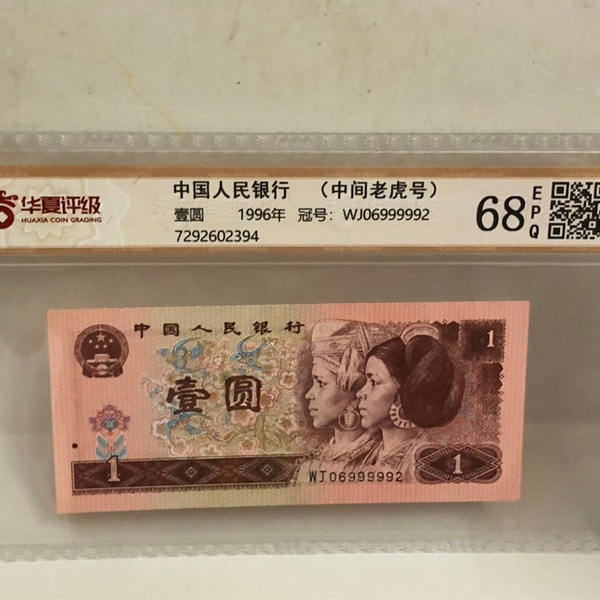 华夏评级
HUAXIA COIN GRADING
中国人民银行 （中间老虎号）
壹圆 1996年 冠号: WJ06999992
7292602394
68 EPQ
中国人民银行
壹圆
1
1
1
WJ06999992